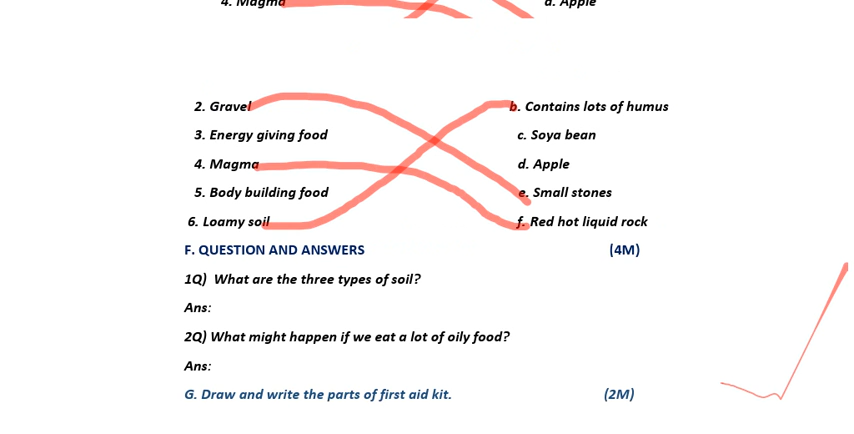 4. Magma d. Apple
2. Gravel b. Contains lots of humus
3. Energy giving food c. Soya bean
4. Magma d. Apple
5. Body building food e. Small stones
6. Loamy soil f. Red hot liquid rock
F. QUESTION AND ANSWERS (4M)
1Q) What are the three types of soil?
Ans:
2Q) What might happen if we eat a lot of oily food?
Ans:
G. Draw and write the parts of first aid kit. (2M)